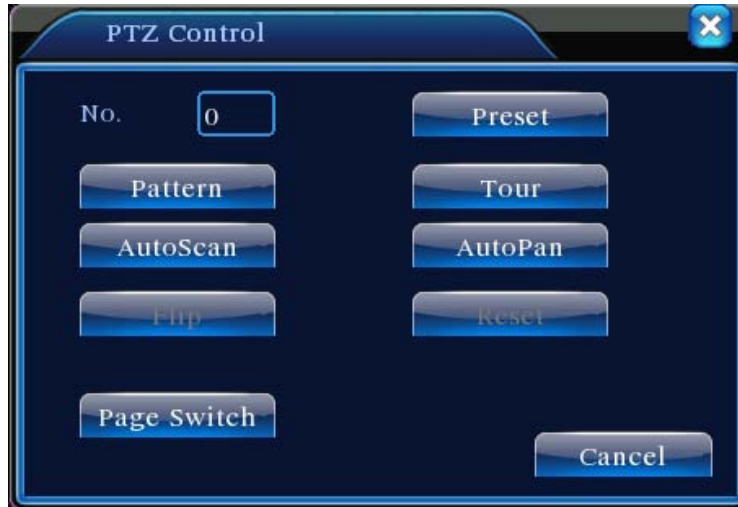 PTZ Control
No. 0 Preset
Pattern Tour
AutoScan AutoPan
Flip Reset
Page Switch
Cancel